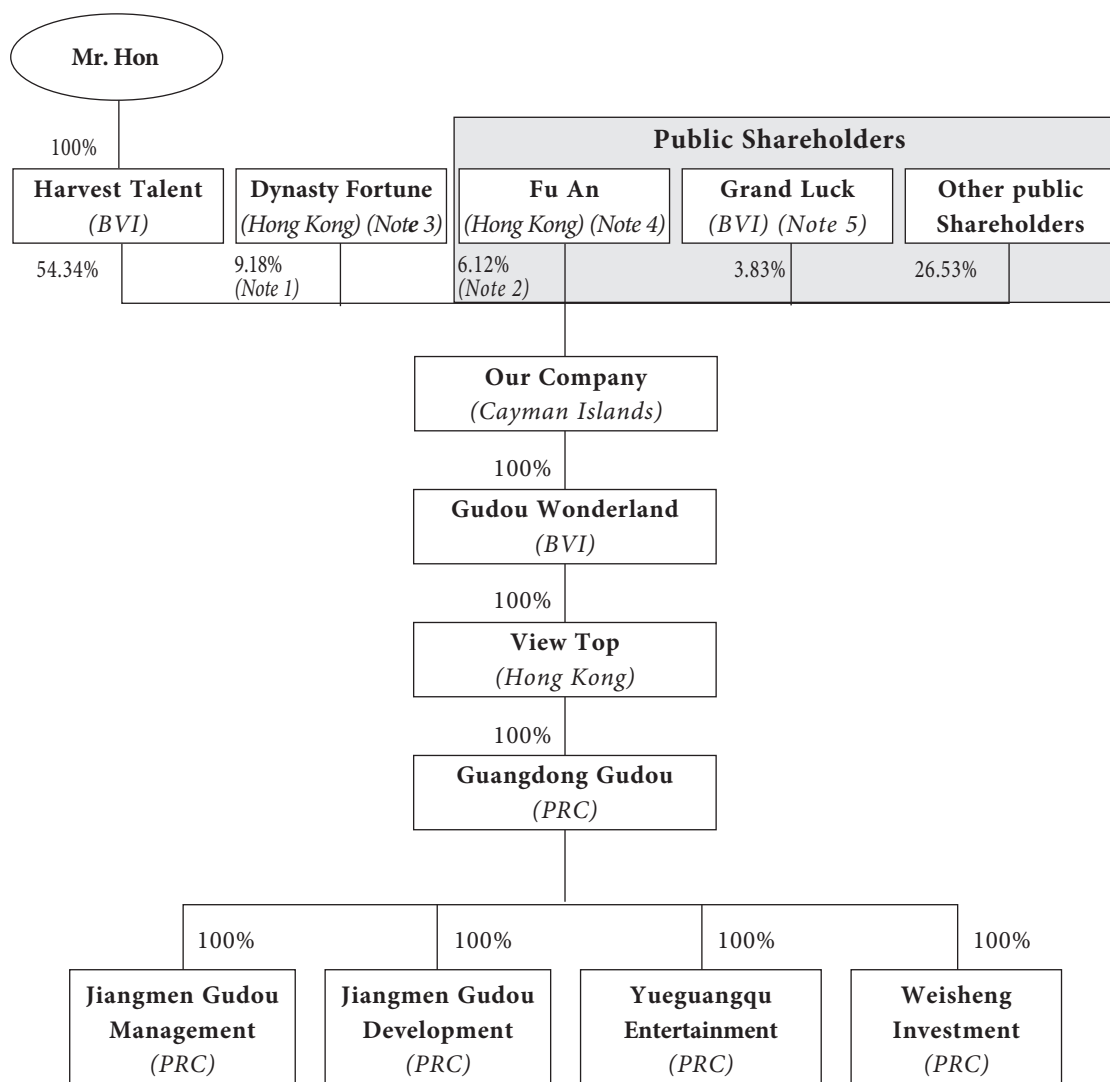 Mr. Hon
100%
Public Shareholders
Harvest Talent
(BVI)
Dynasty Fortune
(Hong Kong) (Note 3)
Fu An
(Hong Kong) (Note 4)
Grand Luck
(BVI) (Note 5)
Other public
Shareholders
54.34%
9.18%
(Note 1)
6.12%
(Note 2)
3.83%
26.53%
Our Company
(Cayman Islands)
100%
Gudou Wonderland
(BVI)
100%
View Top
(Hong Kong)
100%
Guangdong Gudou
(PRC)
100%
100%
100%
100%
Jiangmen Gudou
Management
(PRC)
Jiangmen Gudou
Development
(PRC)
Yueguangqu
Entertainment
(PRC)
Weisheng
Investment
(PRC)